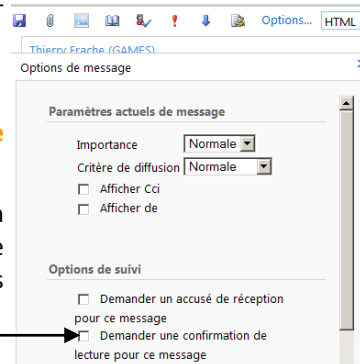 Options... HTML
Thierry Frache (GAMES)
Options de message
Paramètres actuels de message
Importance Normale
Critère de diffusion Normale
Afficher Cci
Afficher de
Options de suivi
Demander un accusé de réception
pour ce message
Demander une confirmation de
lecture pour ce message